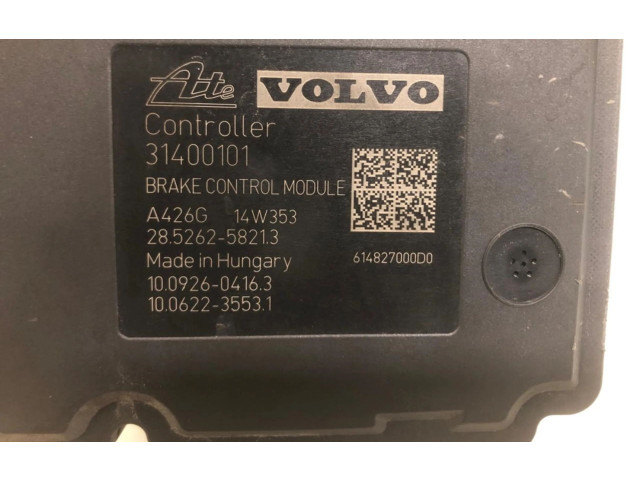 Ate VOLVO
Controller
31400101
BRAKE CONTROL MODULE
A426G 14W353
28.5262-5821.3
Made in Hungary 614827000D0
10.0926-0416.3
10.0622-3553.1